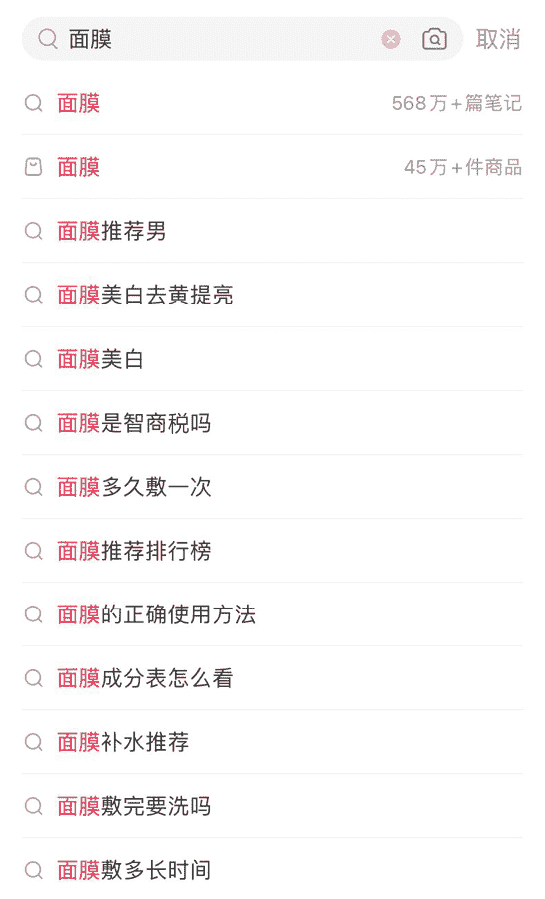 面膜 取消
面膜 568万+篇笔记
面膜 45万+件商品
面膜推荐男
面膜美白去黄提亮
面膜美白
面膜是智商税吗
面膜多久敷一次
面膜推荐排行榜
面膜的正确使用方法
面膜成分表怎么看
面膜补水推荐
面膜敷完要洗吗
面膜敷多长时间